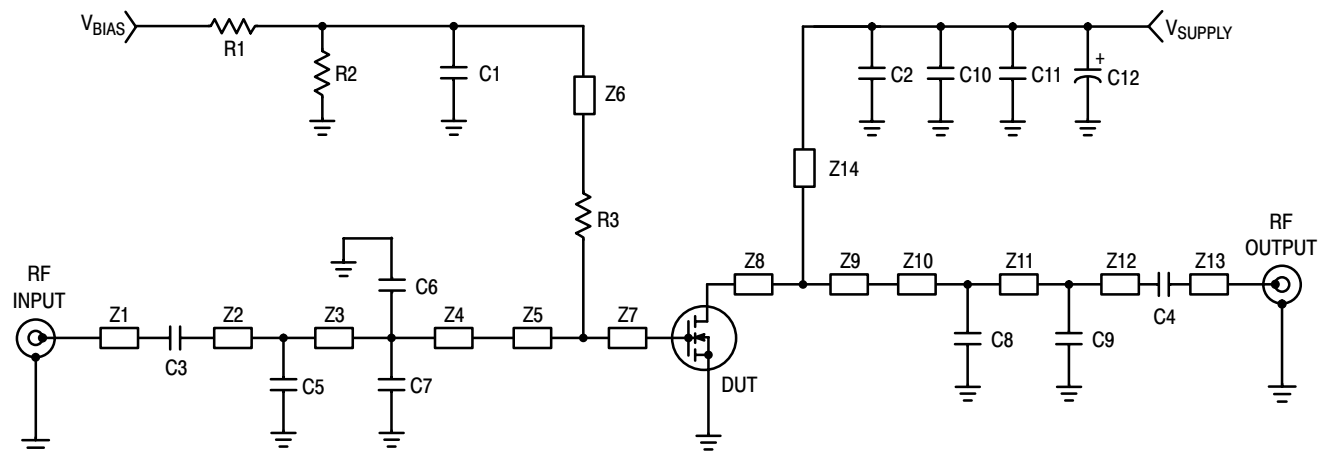 VBIAS
R1
R2
C1
Z6
R3
VSUPPLY
C2
C10
C11
+
C12
Z14
RF
INPUT
Z1
C3
Z2
C5
Z3
C6
C7
Z4
Z5
Z7
DUT
Z8
Z9
Z10
C8
Z11
C9
Z12
C4
Z13
RF
OUTPUT